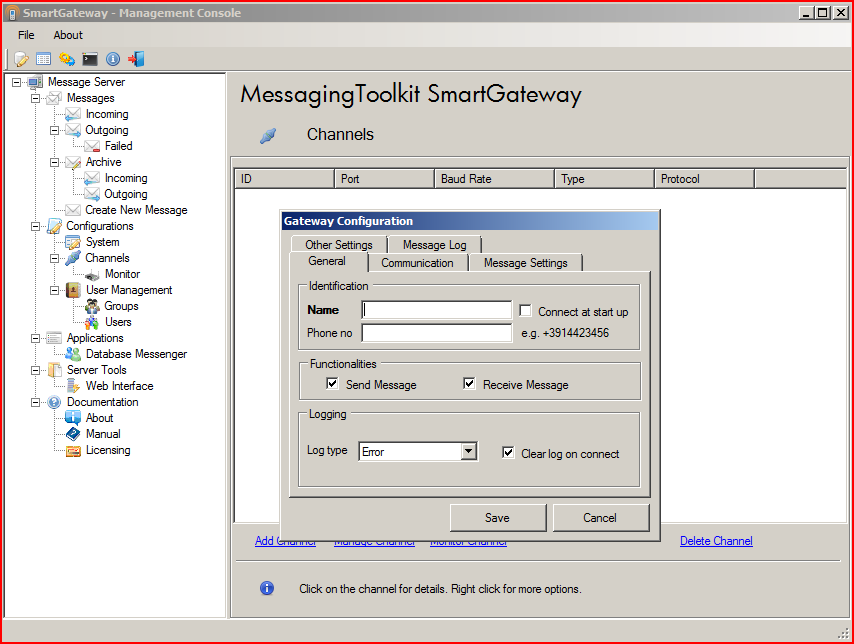 SmartGateway - Management Console
File About
Message Server
Messages
Incoming
Outgoing
Failed
Archive
Incoming
Outgoing
Create New Message
Configurations
System
Channels
Monitor
User Management
Groups
Users
Applications
Database Messenger
Server Tools
Web Interface
Documentation
About
Manual
Licensing
MessagingToolkit SmartGateway
Channels
ID Port Baud Rate Type Protocol
Gateway Configuration
Other Settings Message Log
General Communication Message Settings
Identification
Name Connect at start up
Phone no e.g. +3914423456
Functionalities
Send Message Receive Message
Logging
Log type Error Clear log on connect
Save Cancel
Add Channel Manage Channel Monitor Channel Delete Channel
Click on the channel for details. Right click for more options.